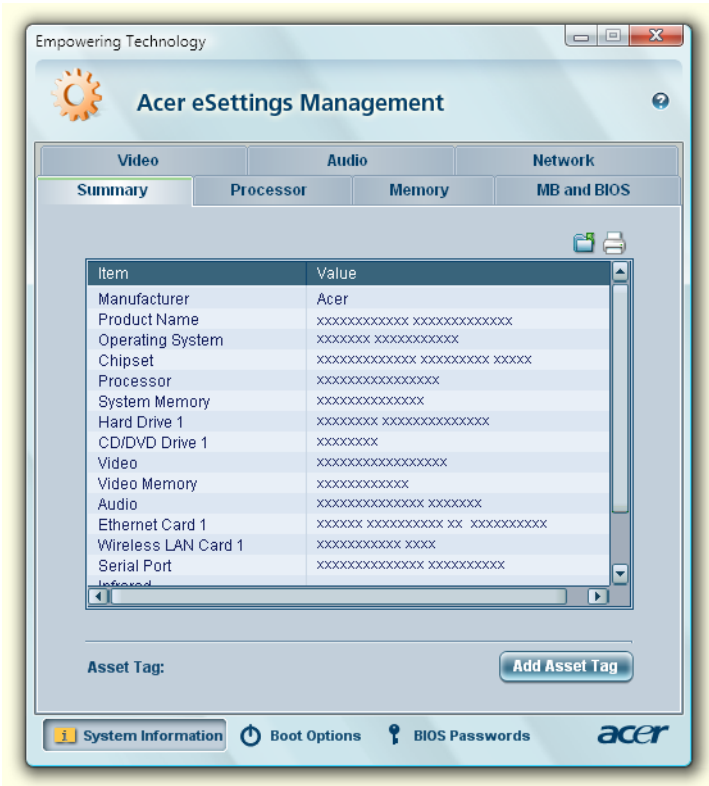 Empowering Technology
Acer eSettings Management
Video Audio Network
Summary Processor Memory MB and BIOS
Item Value
Manufacturer Acer
Product Name xxxxxxxxxxxx xxxxxxxxxxxxx
Operating System xxxxxxx xxxxxxxxxxx
Chipset xxxxxxxxxxxxx xxxxxxxxx xxxxx
Processor xxxxxxxxxxxxxxxx
System Memory xxxxxxxxxxxxxx
Hard Drive 1 xxxxxxxx xxxxxxxxxxxxxx
CD/DVD Drive 1 xxxxxxxx
Video xxxxxxxxxxxxxxxxx
Video Memory xxxxxxxxxxxx
Audio xxxxxxxxxxxxxx xxxxxxx
Ethernet Card 1 xxxxxx xxxxxxxxxx xx xxxxxxxxxx
Wireless LAN Card 1 xxxxxxxxxxx xxxx
Serial Port xxxxxxxxxxxxxx xxxxxxxxxx
Infrared
Asset Tag: Add Asset Tag
System Information Boot Options BIOS Passwords acer